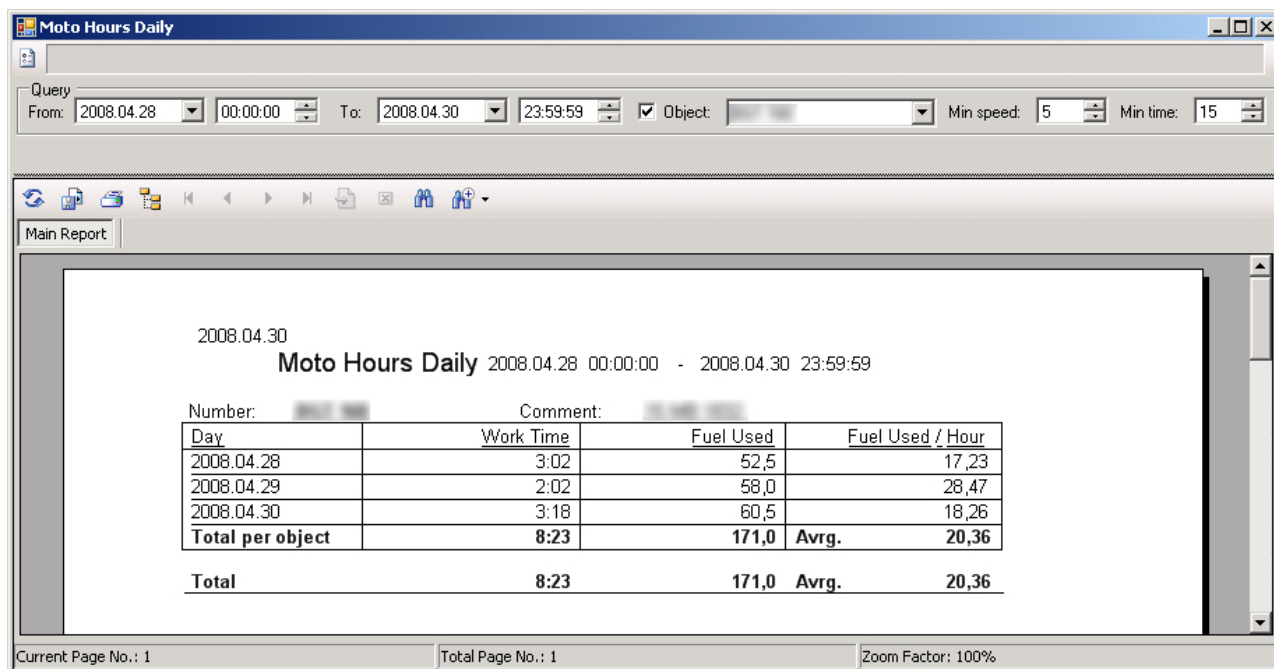 Moto Hours Daily
Query
From: 2008.04.28 00:00:00 To: 2008.04.30 23:59:59 Object: Min speed: 5 Min time: 15
Main Report
2008.04.30
Moto Hours Daily 2008.04.28 00:00:00 - 2008.04.30 23:59:59
Number: Comment:
Day Work Time Fuel Used Fuel Used / Hour
2008.04.28 3:02 52,5 17,23
2008.04.29 2:02 58,0 28,47
2008.04.30 3:18 60,5 18,26
Total per object 8:23 171,0 Avrg. 20,36
Total 8:23 171,0 Avrg. 20,36
Current Page No.: 1 Total Page No.: 1 Zoom Factor: 100%